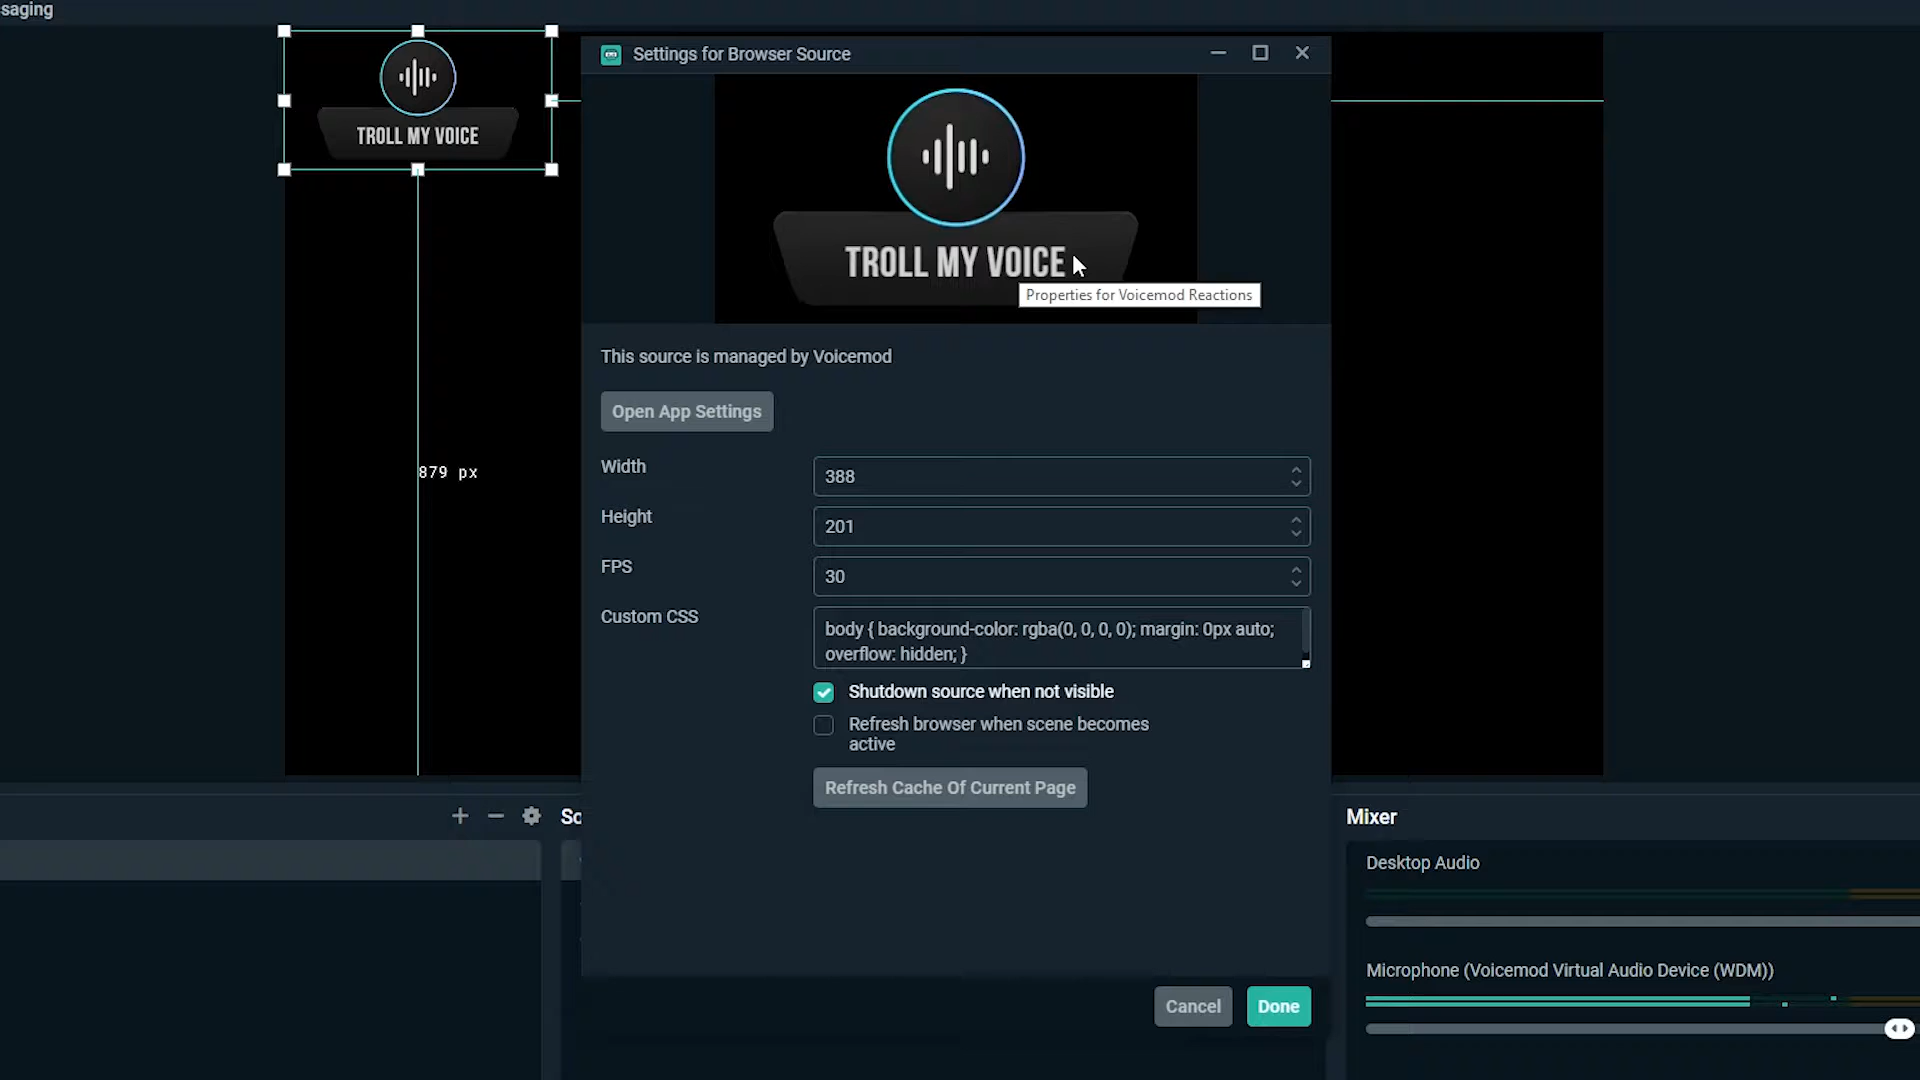 saging
Settings for Browser Source
TROLL MY VOICE
TROLL MY VOICE
Properties for Voicemod Reactions
This source is managed by Voicemod
Open App Settings
Width
388
879 px
Height
201
FPS
30
Custom CSS
body { background-color: rgba(0, 0, 0, 0); margin: 0px auto;
overflow: hidden; }
Shutdown source when not visible
Refresh browser when scene becomes
active
Refresh Cache Of Current Page
So
Mixer
Desktop Audio
Microphone (Voicemod Virtual Audio Device (WDM))
Cancel
Done